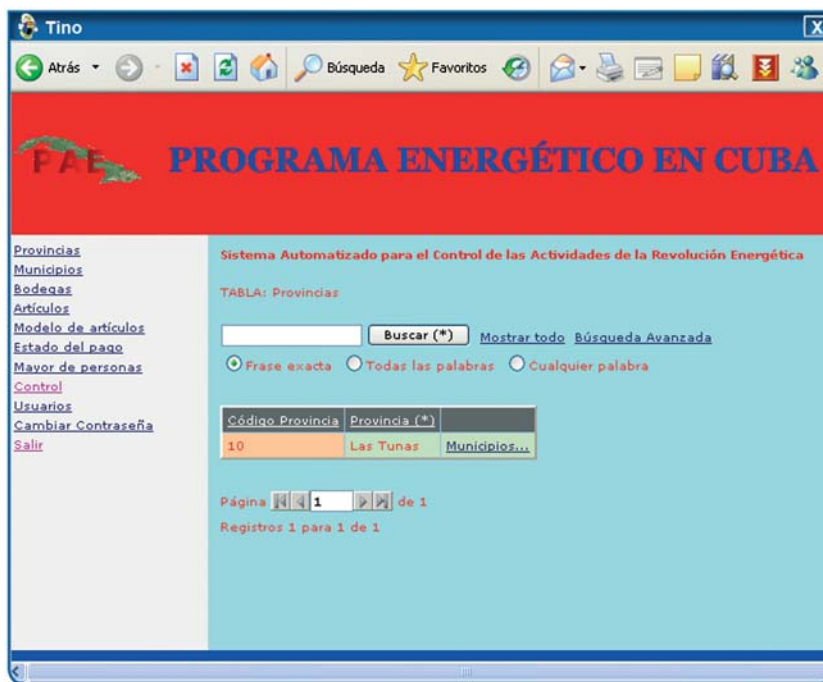 Tino
X
Atrás
Búsqueda
Favoritos
PAE
PROGRAMA ENERGÉTICO EN CUBA
Provincias
Municipios
Bodegas
Artículos
Modelo de artículos
Estado del pago
Mayor de personas
Control
Usuarios
Cambiar Contraseña
Salir
Sistema Automatizado para el Control de las Actividades de la Revolución Energética
TABLA: Provincias
Buscar (*) Mostrar todo Búsqueda Avanzada
Frase exacta Todas las palabras Cualquier palabra
Código Provincia Provincia (*)
10 Las Tunas Municipios...
Página 1 de 1
Registros 1 para 1 de 1